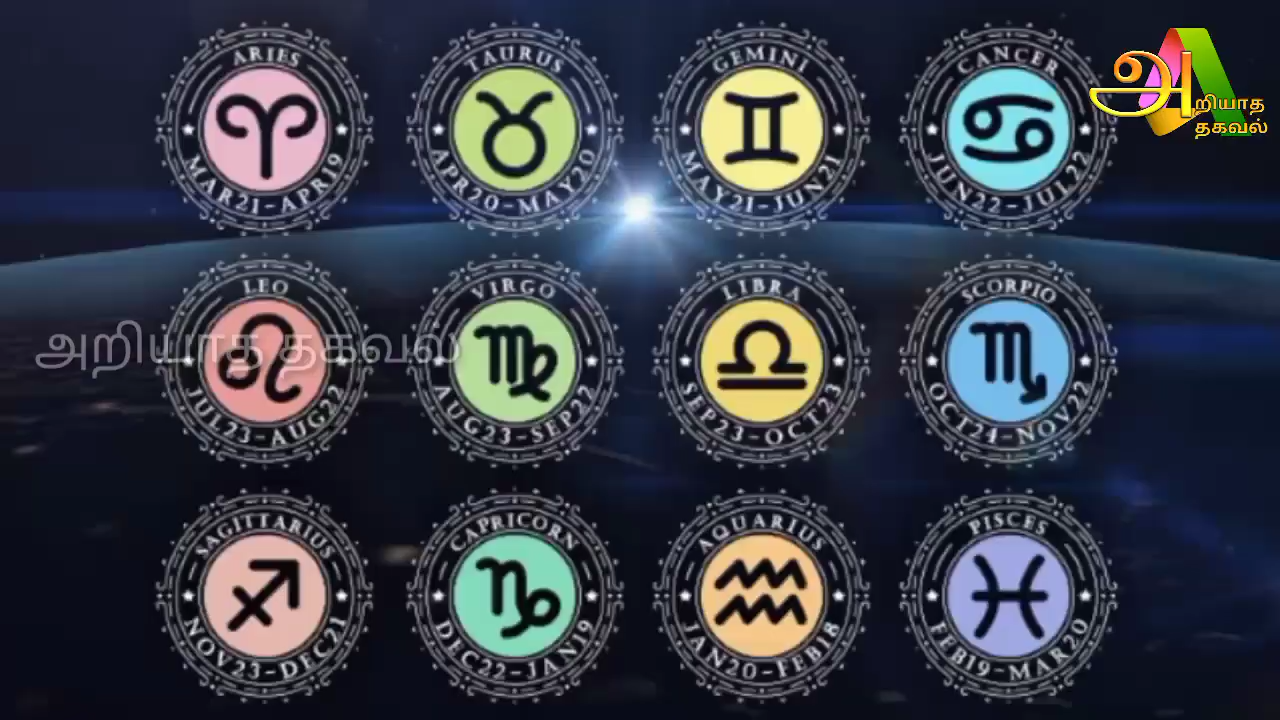 ARIES
MAR21-APR19
TAURUS
APR20-MAY20
GEMINI
MAY21-JUN21
CANCER
JUN22-JUL22
அறியாத
தகவல்
LEO
JUL23-AUG22
VIRGO
AUG23-SEP22
LIBRA
SEP23-OCT23
SCORPIO
OCT24-NOV22
அறியாத தகவல்
SAGITTARIUS
NOV23-DEC21
CAPRICORN
DEC22-JAN19
AQUARIUS
JAN20-FEB18
PISCES
FEB19-MAR20